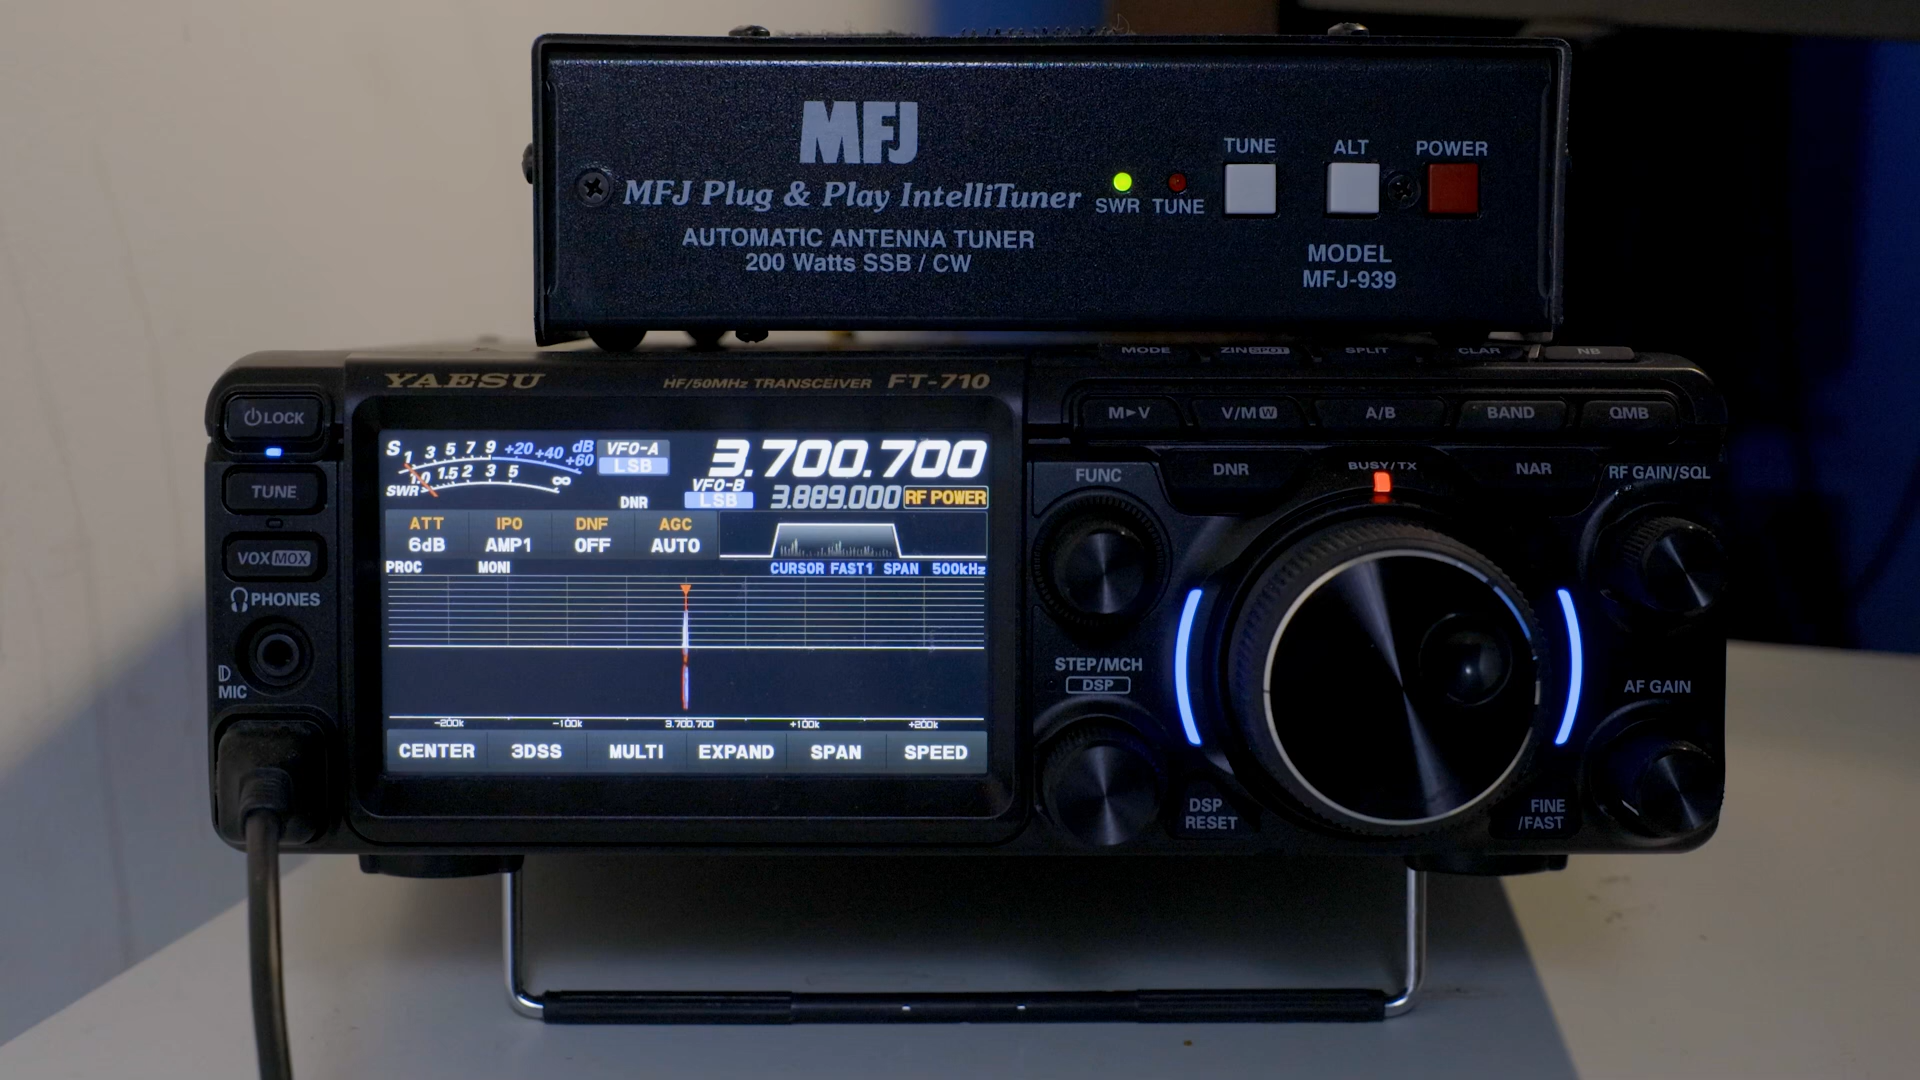 MFJ
MFJ Plug & Play IntelliTuner
AUTOMATIC ANTENNA TUNER
200 Watts SSB / CW
SWR TUNE
TUNE ALT POWER
MODEL
MFJ-939
MODE ZIN SPOT SPLIT CLAR NB
YAESU HF/50MHz TRANSCEIVER FT-710
LOCK
TUNE
VOX MOX
PHONES
MIC
S 1 3 5 7 9 +20 +40 +60 dB
SWR 1.0 1.5 2 3 5 ∞
VFO-A
LSB
3.700.700
VFO-B
LSB
3.889.000 RF POWER
DNR
ATT IPO DNF AGC
6dB AMP1 OFF AUTO
PROC MONI CURSOR FAST1 SPAN 500kHz
-200k -100k 3.700.700 +100k +200k
CENTER 3DSS MULTI EXPAND SPAN SPEED
M►V V/M W A/B BAND QMB
FUNC DNR BUSY/TX NAR RF GAIN/SQL
STEP/MCH
DSP
AF GAIN
DSP
RESET
FINE
/FAST